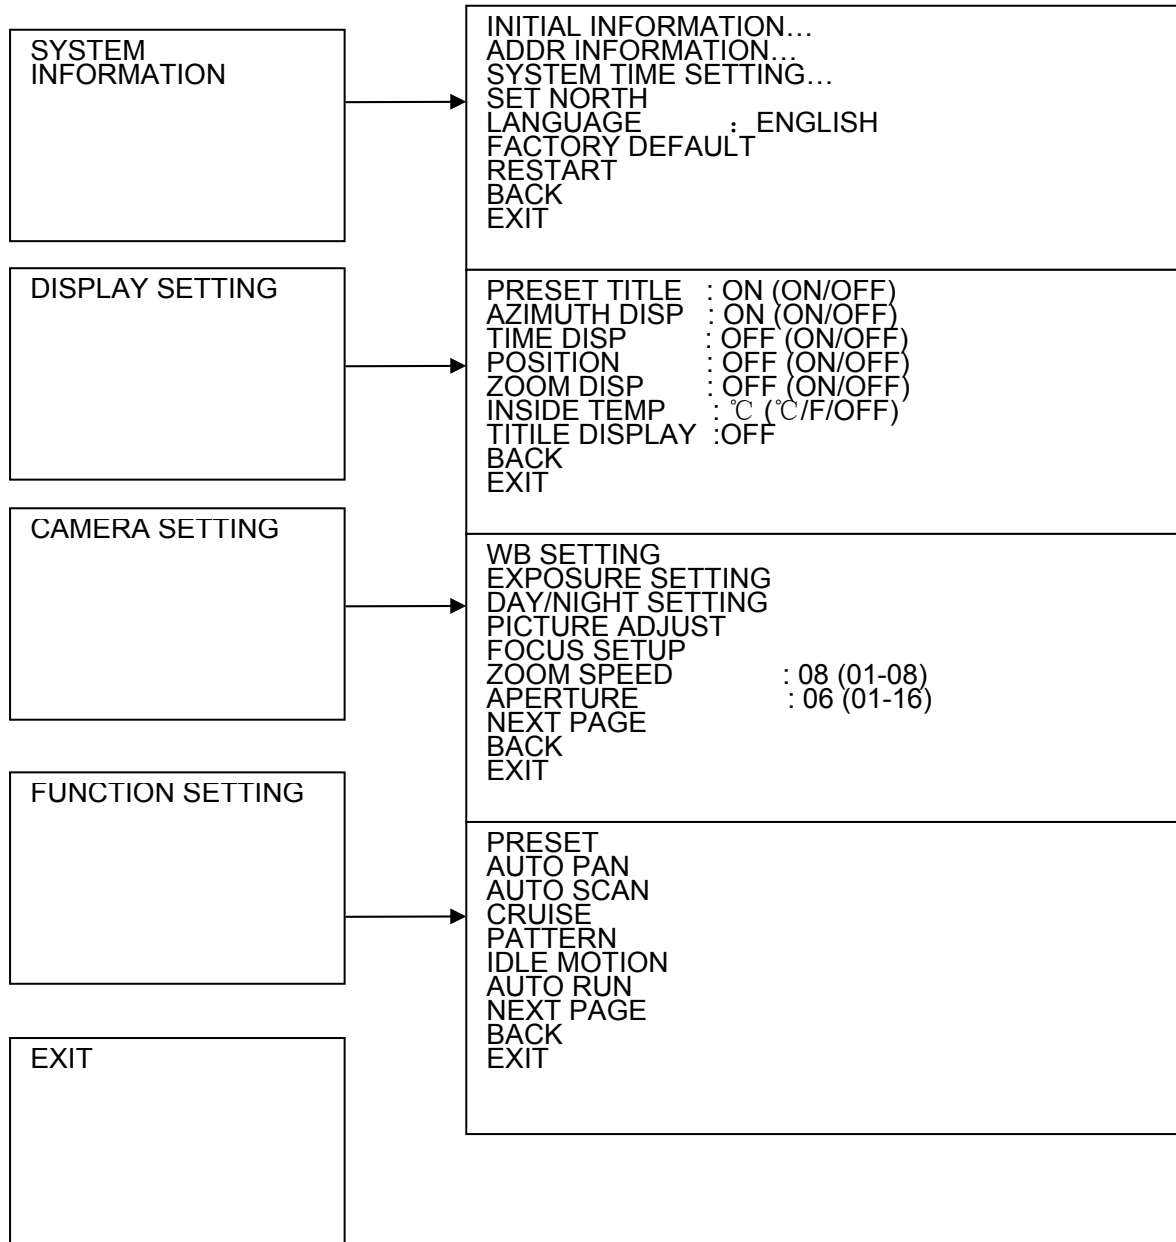 SYSTEM
INFORMATION
INITIAL INFORMATION…
ADDR INFORMATION…
SYSTEM TIME SETTING…
SET NORTH
LANGUAGE : ENGLISH
FACTORY DEFAULT
RESTART
BACK
EXIT
DISPLAY SETTING
PRESET TITLE : ON (ON/OFF)
AZIMUTH DISP : ON (ON/OFF)
TIME DISP : OFF (ON/OFF)
POSITION : OFF (ON/OFF)
ZOOM DISP : OFF (ON/OFF)
INSIDE TEMP : ℃ (℃/F/OFF)
TITILE DISPLAY :OFF
BACK
EXIT
CAMERA SETTING
WB SETTING
EXPOSURE SETTING
DAY/NIGHT SETTING
PICTURE ADJUST
FOCUS SETUP
ZOOM SPEED : 08 (01-08)
APERTURE : 06 (01-16)
NEXT PAGE
BACK
EXIT
FUNCTION SETTING
PRESET
AUTO PAN
AUTO SCAN
CRUISE
PATTERN
IDLE MOTION
AUTO RUN
NEXT PAGE
BACK
EXIT
EXIT